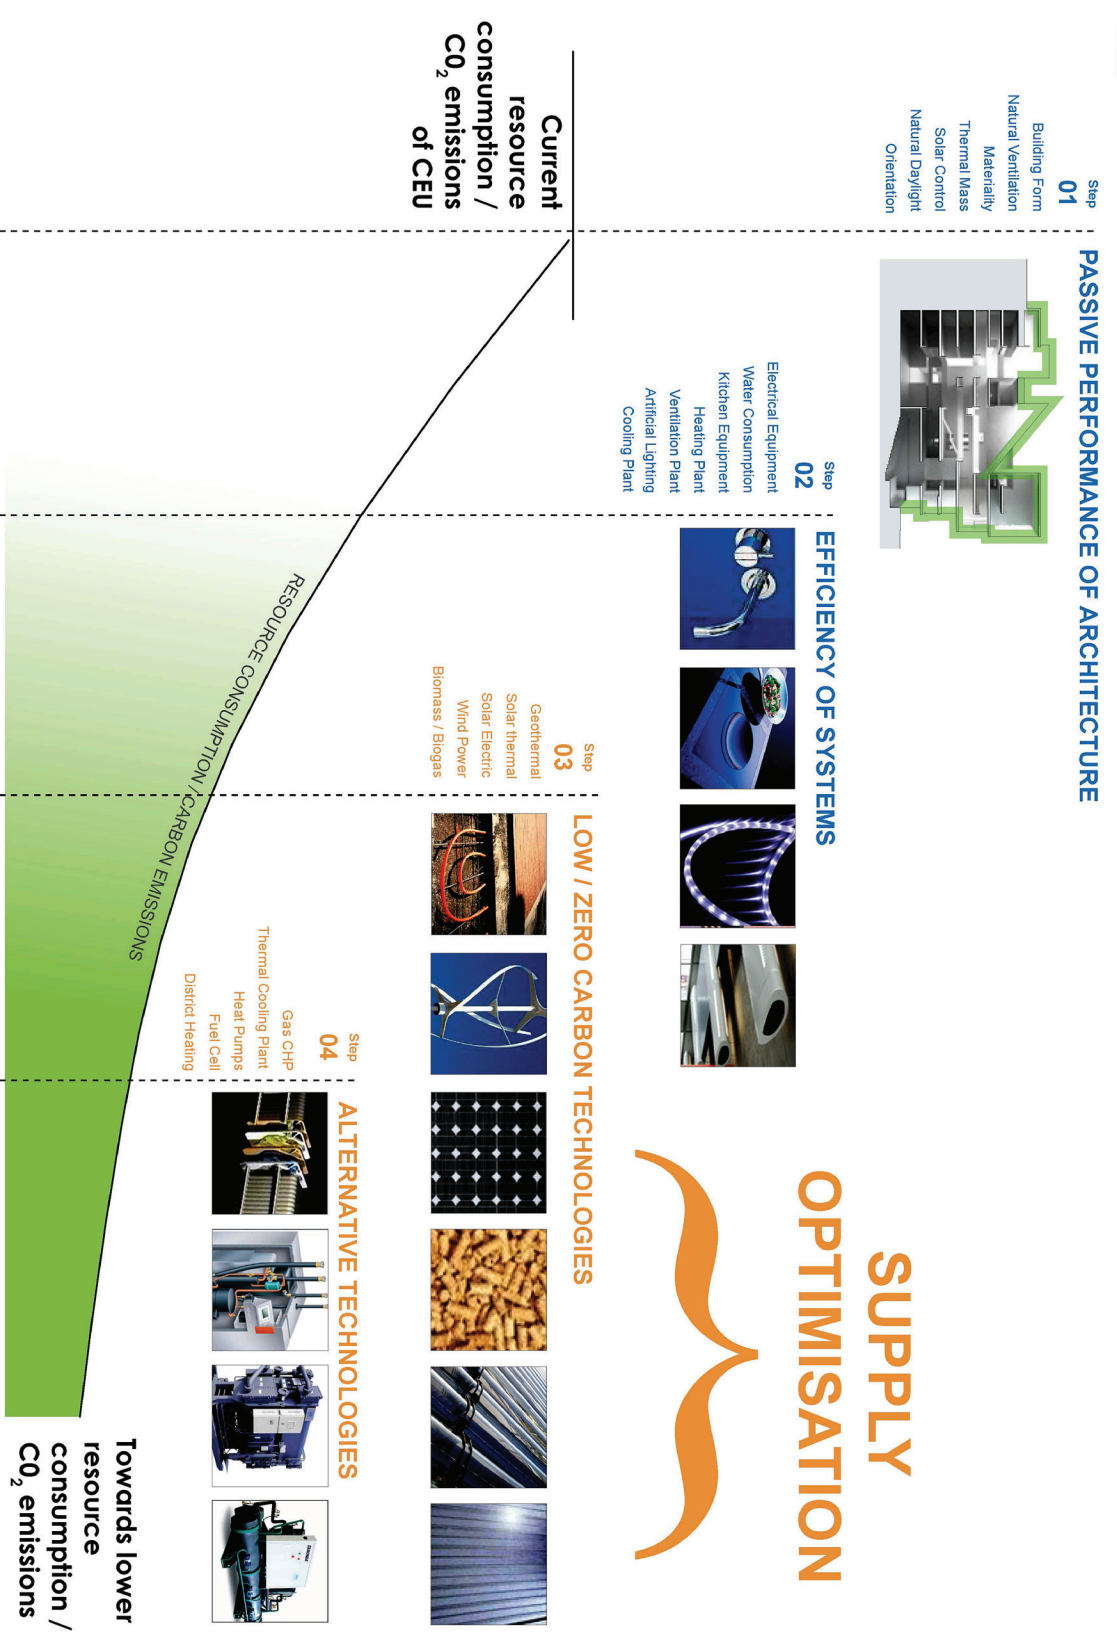 Step
01
Building Form
Natural Ventilation
Materiality
Thermal Mass
Solar Control
Natural Daylight
Orientation
PASSIVE PERFORMANCE OF ARCHITECTURE
Current
resource
consumption /
C0₂ emissions
of CEU
Step
02
Electrical Equipment
Water Consumption
Kitchen Equipment
Heating Plant
Ventilation Plant
Artificial Lighting
Cooling Plant
EFFICIENCY OF SYSTEMS
SUPPLY
OPTIMISATION
Step
03
Geothermal
Solar thermal
Solar Electric
Wind Power
Biomass / Biogas
LOW / ZERO CARBON TECHNOLOGIES
RESOURCE CONSUMPTION / CARBON EMISSIONS
Step
04
Gas CHP
Thermal Cooling Plant
Heat Pumps
Fuel Cell
District Heating
ALTERNATIVE TECHNOLOGIES
Towards lower
resource
consumption /
C0₂ emissions